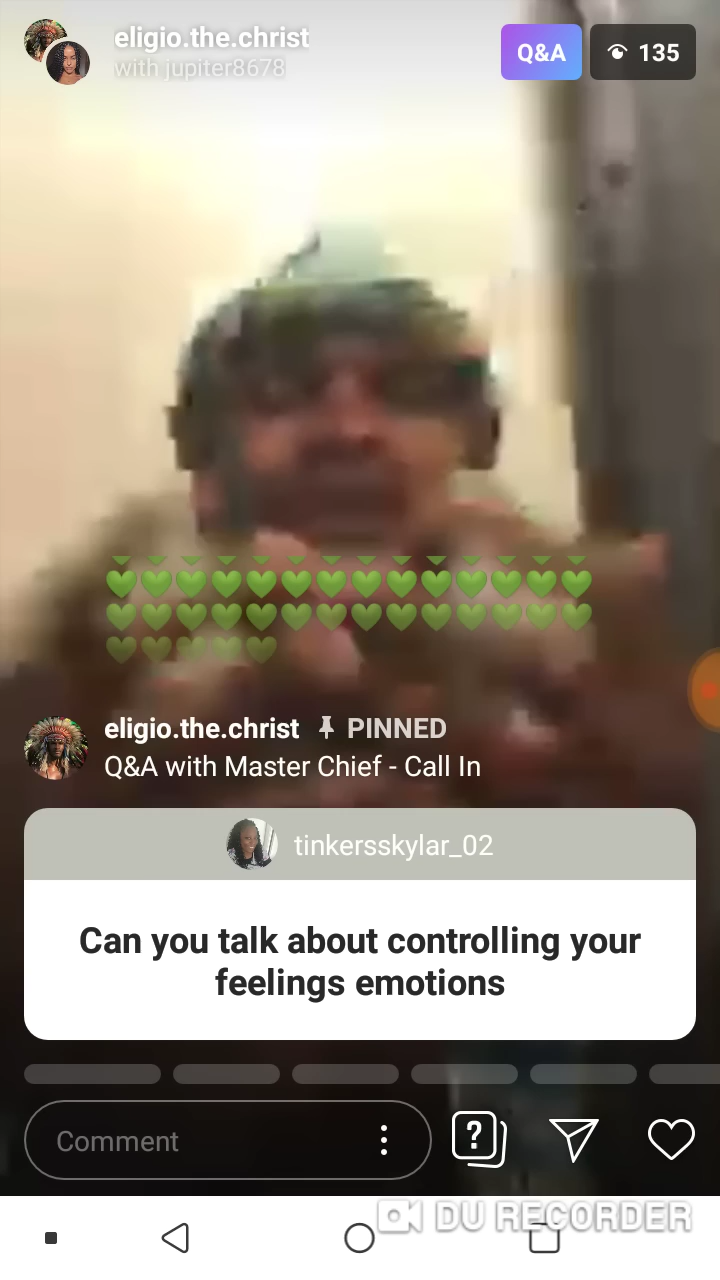 eligio.the.christ
with jupiter8678
Q&A
135
eligio.the.christ PINNED
Q&A with Master Chief - Call In
tinkersskylar_02
Can you talk about controlling your
feelings emotions
Comment
?
DU RECORDER